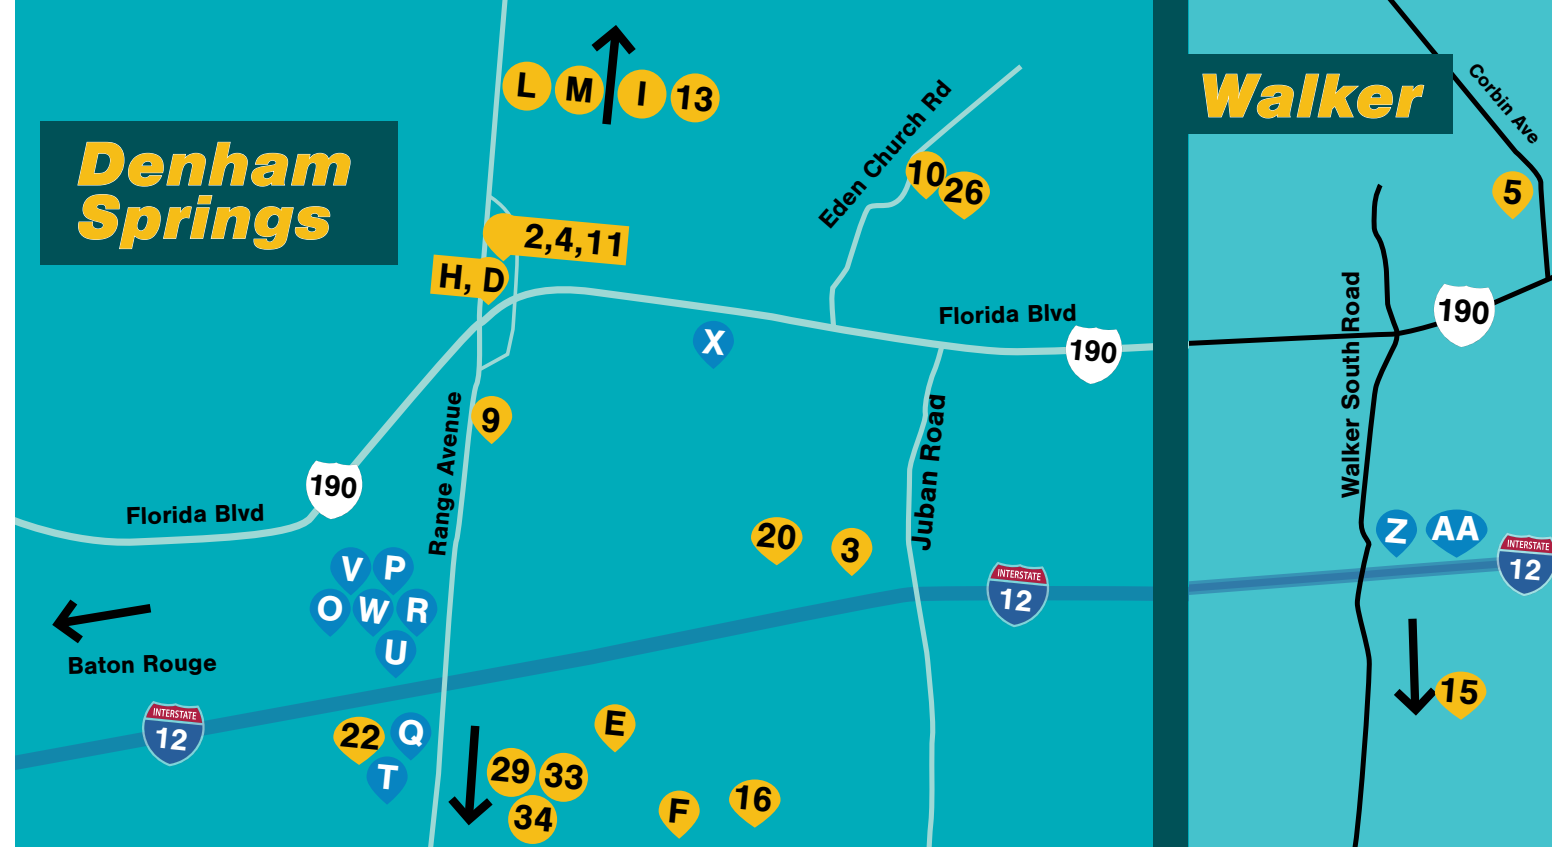 L M I 13
Denham
Springs
2,4,11
H, D
Eden Church Rd
10 26
X
Florida Blvd
190
9
Range Avenue
190
Florida Blvd
Juban Road
20 3
V P
O W R
U
Baton Rouge
INTERSTATE
12
INTERSTATE
12
22 Q
T
E
29 33
34
F 16
Walker
Corbin Ave
5
190
Walker South Road
Z AA
INTERSTATE
12
15